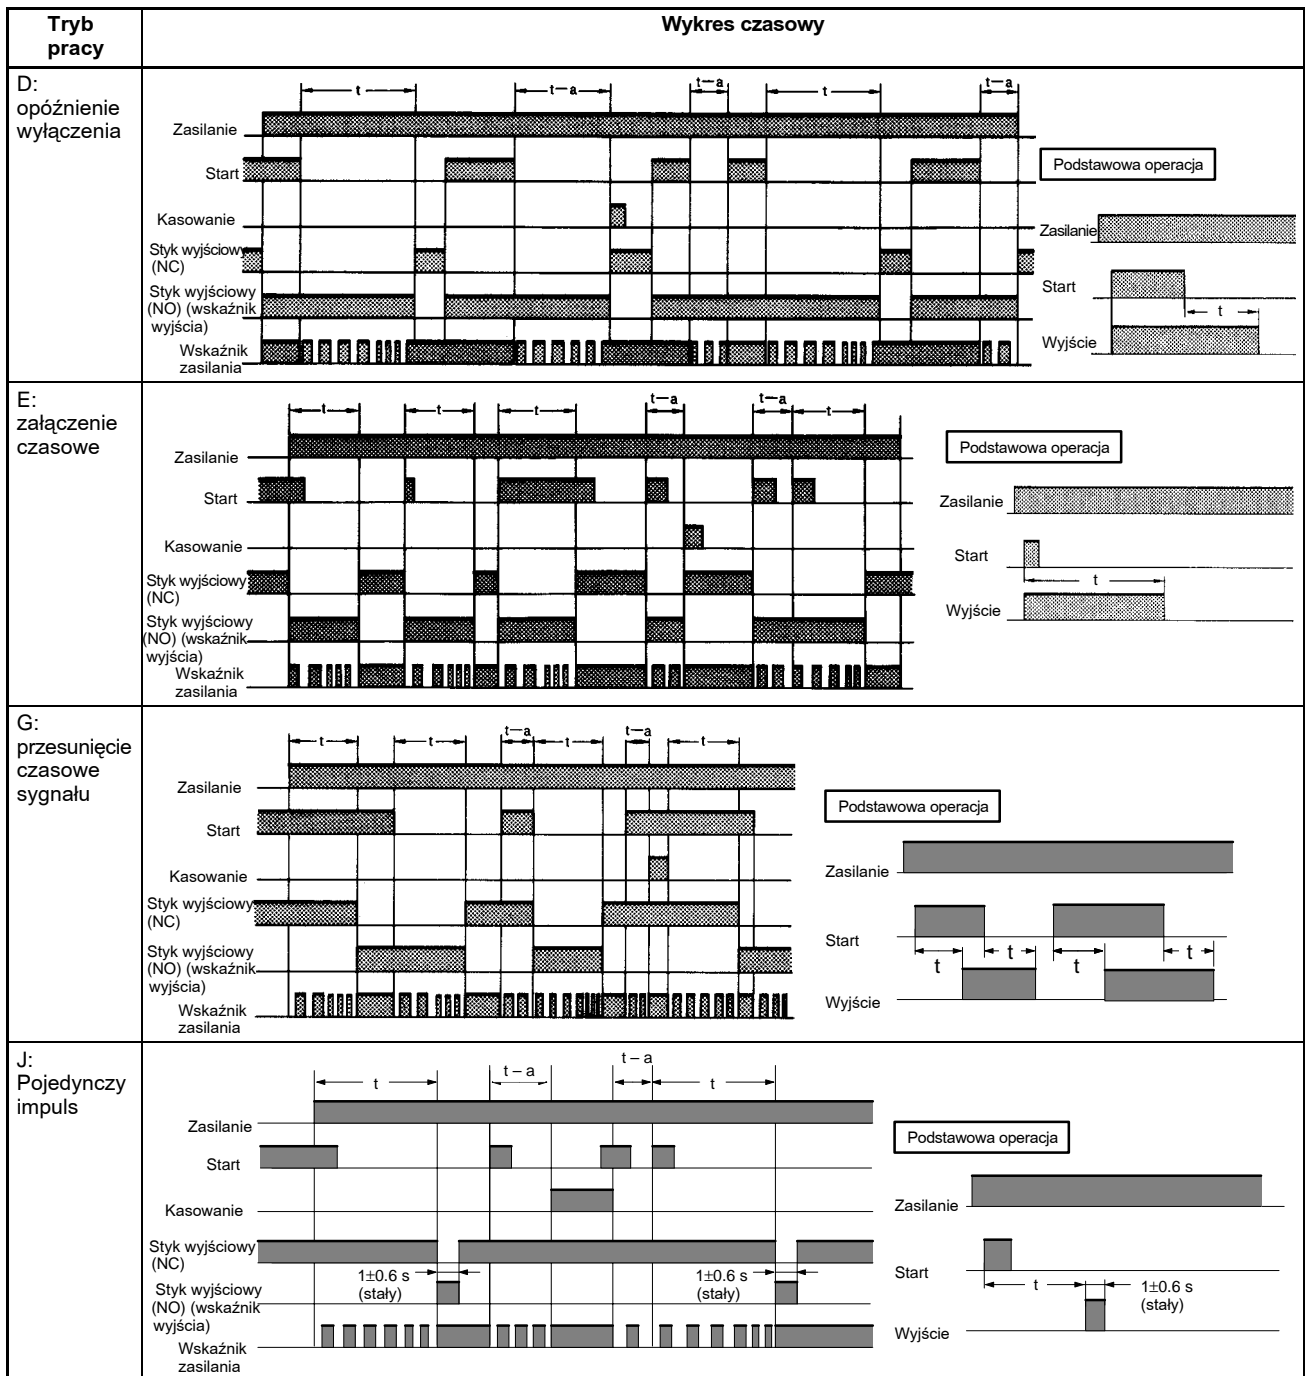 Tryb
pracy
Wykres czasowy
D:
opóźnienie
wyłączenia
t
t—a
t—a
t
t—a
Zasilanie
Start
Kasowanie
Styk wyjściowy
(NC)
Styk wyjściowy
(NO) (wskaźnik
wyjścia)
Wskaźnik
zasilania
Podstawowa operacja
Zasilanie
Start
t
Wyjście
E:
załączenie
czasowe
t
t
t
t—a
t—a
t
Zasilanie
Start
Kasowanie
Styk wyjściowy
(NC)
Styk wyjściowy
(NO) (wskaźnik
wyjścia)
Wskaźnik
zasilania
Podstawowa operacja
Zasilanie
Start
t
Wyjście
G:
przesunięcie
czasowe
sygnału
t
t
t—a
t
t—a
t
Zasilanie
Start
Kasowanie
Styk wyjściowy
(NC)
Styk wyjściowy
(NO) (wskaźnik
wyjścia)
Wskaźnik
zasilania
Podstawowa operacja
Zasilanie
Start
t
t
t
t
Wyjście
J:
Pojedynczy
impuls
t
t – a
t – a
t
Zasilanie
Start
Kasowanie
Styk wyjściowy
(NC)
1±0.6 s
(stały)
1±0.6 s
(stały)
Styk wyjściowy
(NO) (wskaźnik
wyjścia)
Wskaźnik
zasilania
Podstawowa operacja
Zasilanie
Start
t
1±0.6 s
(stały)
Wyjście